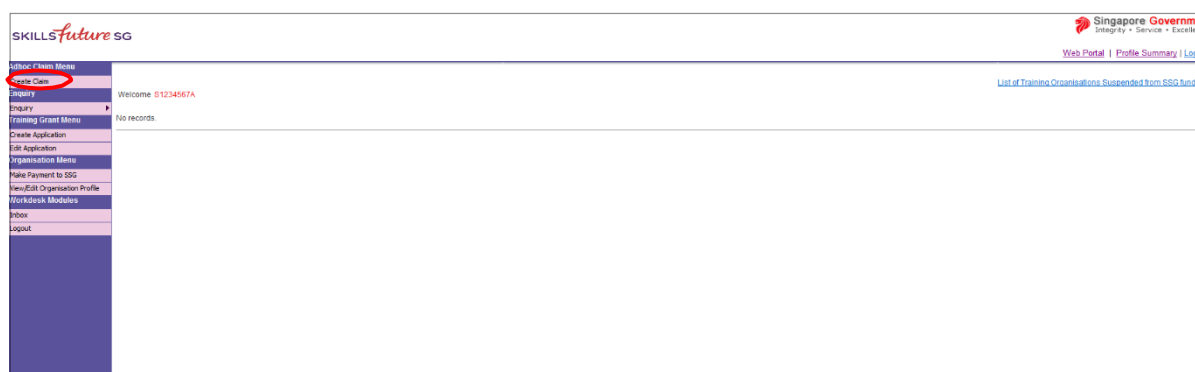 SKILLSfuture SG
Singapore Governm
Integrity • Service • Excelle
Web Portal | Profile Summary | Lo
Adhoc Claim Menu
Create Claim
Enquiry
Enquiry
Training Grant Menu
Create Application
Edit Application
Organisation Menu
Make Payment to SSG
View/Edit Organisation Profile
Workdesk Modules
Inbox
Logout
List of Training Organisations Suspended from SSG fund
Welcome S1234567A
No records.